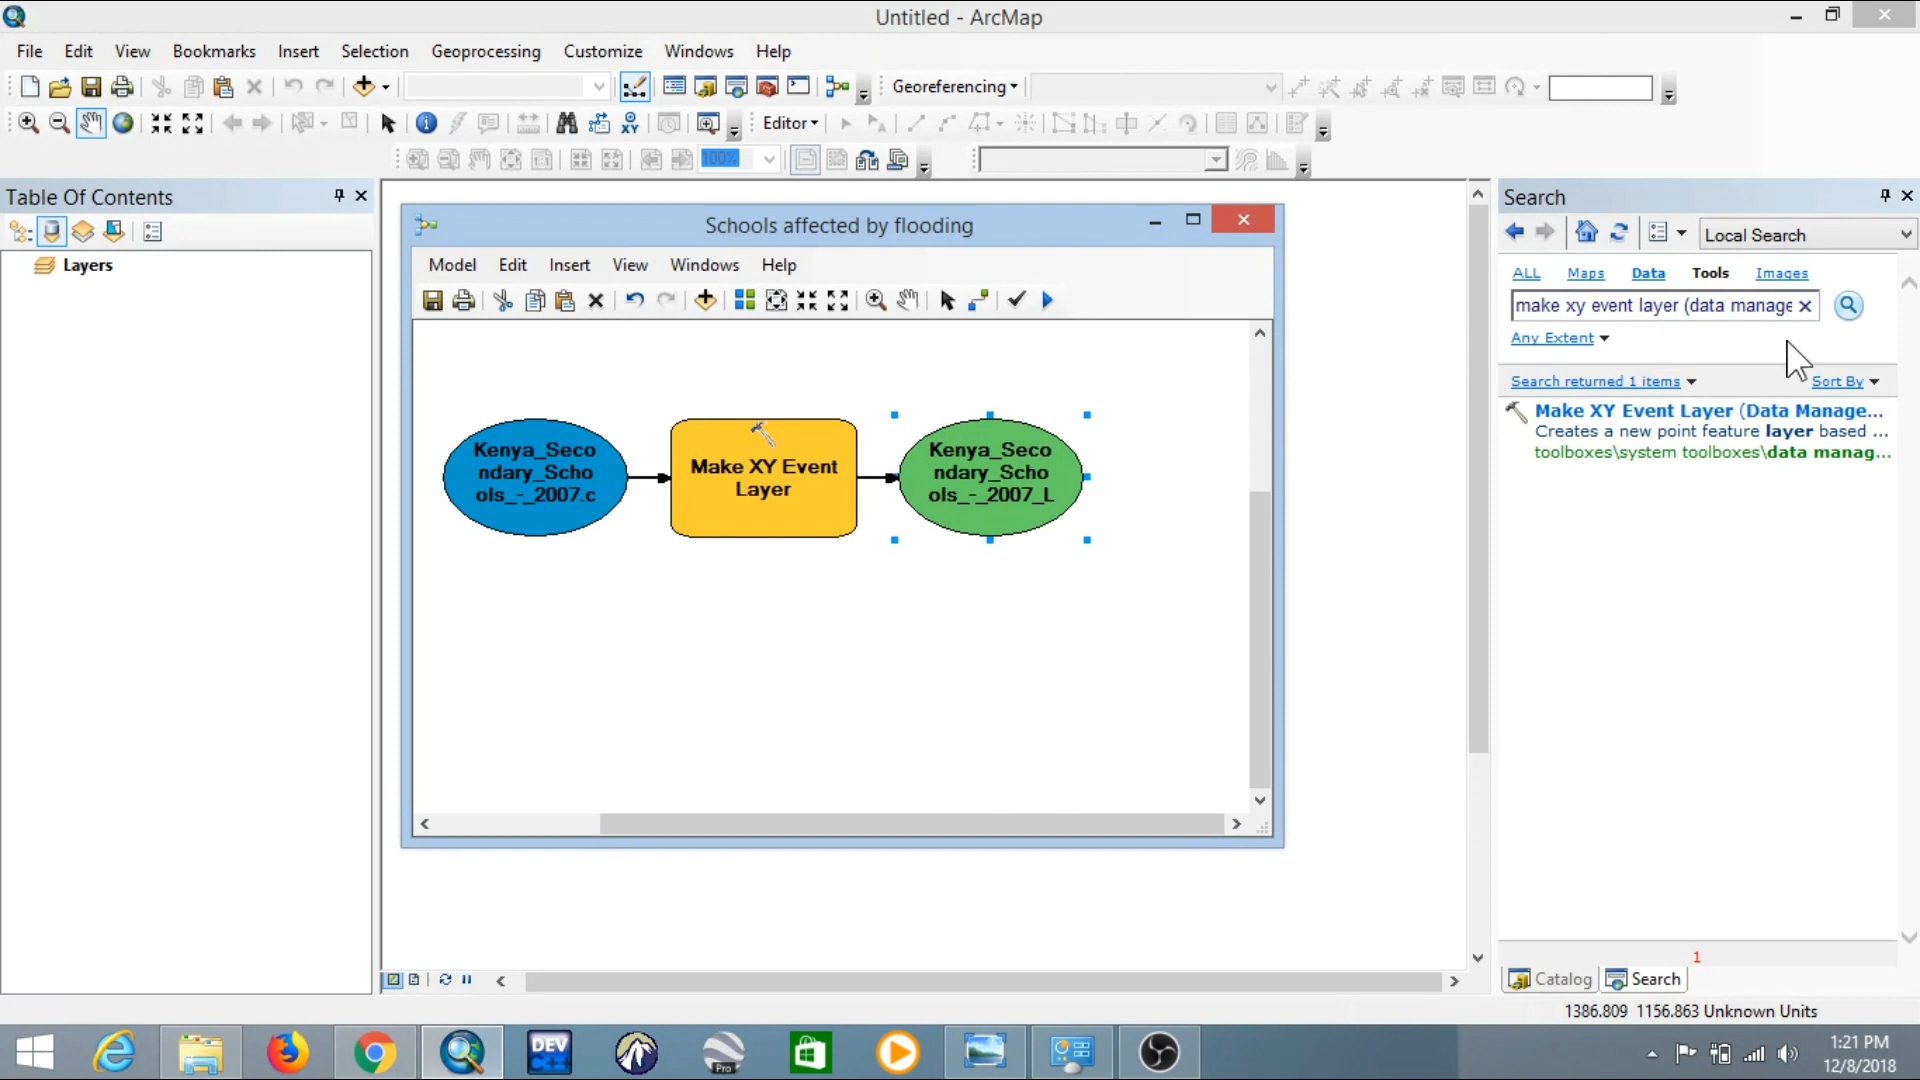 Untitled - ArcMap
File Edit View Bookmarks Insert Selection Geoprocessing Customize Windows Help
Georeferencing
Editor
100%
Table Of Contents
Layers
Schools affected by flooding
Model Edit Insert View Windows Help
Kenya_Seco
ndary_Scho
ols_-_2007.c
Make XY Event
Layer
Kenya_Seco
ndary_Scho
ols_-_2007_L
Search
Local Search
ALL Maps Data Tools Images
make xy event layer (data manage
Any Extent
Search returned 1 items Sort By
Make XY Event Layer (Data Manage...
Creates a new point feature layer based ...
toolboxes\system toolboxes\data manag...
1
Catalog Search
1386.809 1156.863 Unknown Units
DEV
C++
Pro
1:21 PM
12/8/2018